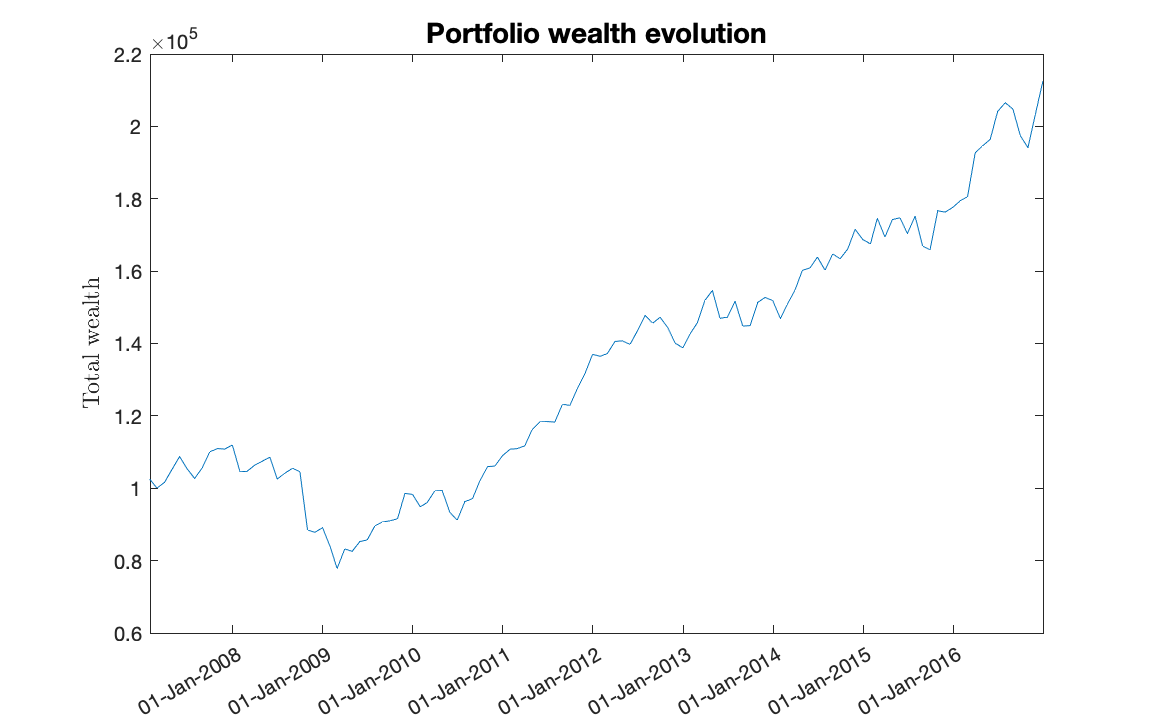 Portfolio wealth evolution
×10⁵
2.2
2
1.8
1.6
1.4
1.2
1
0.8
0.6
Total wealth
01-Jan-2008
01-Jan-2009
01-Jan-2010
01-Jan-2011
01-Jan-2012
01-Jan-2013
01-Jan-2014
01-Jan-2015
01-Jan-2016